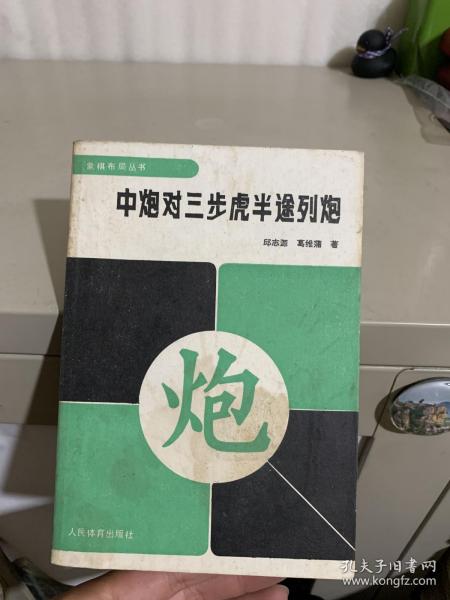 象棋布局丛书
中炮对三步虎半途列炮
邱志源 葛维蒲 著
炮
人民体育出版社
孔夫子旧书网
www.kongfz.com